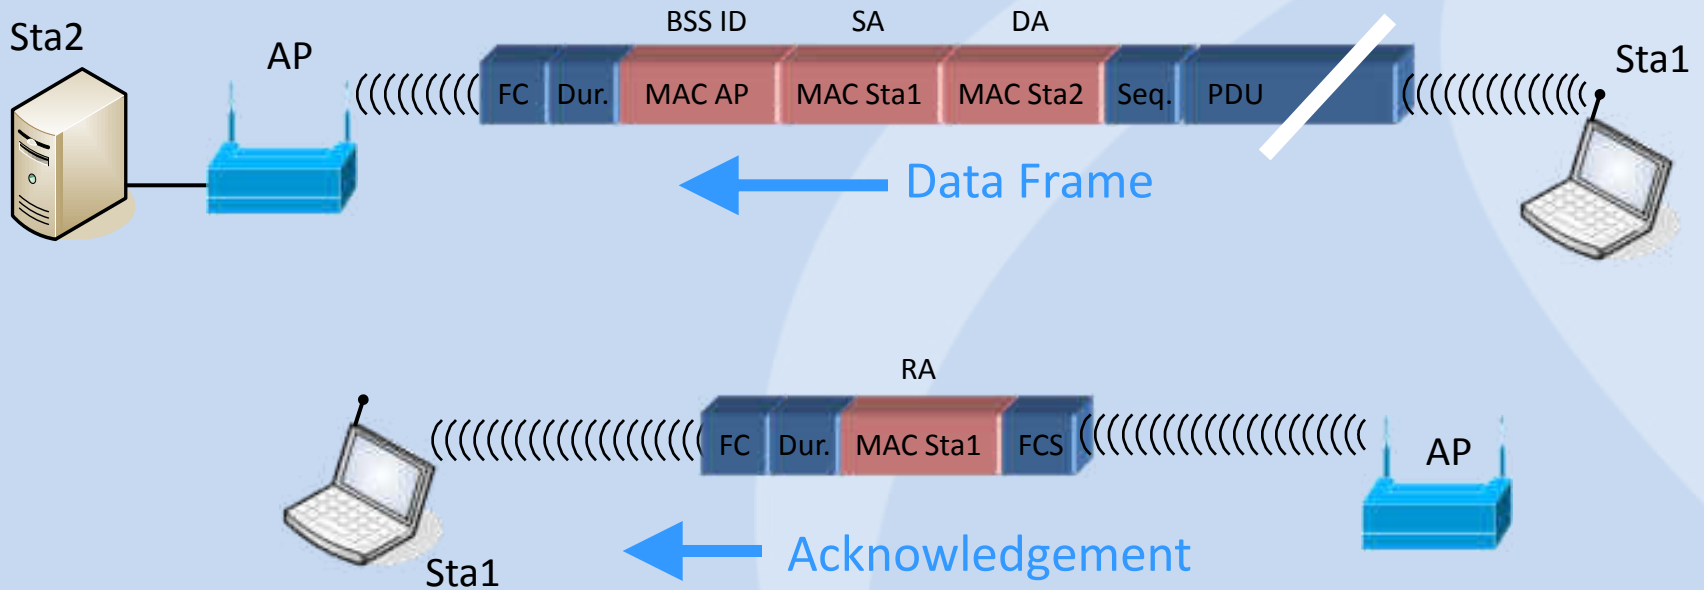 BSS ID SA DA
Sta2
AP
Sta1
FC Dur. MAC AP MAC Sta1 MAC Sta2 Seq. PDU
Data Frame
RA
FC Dur. MAC Sta1 FCS
AP
Acknowledgement
Sta1